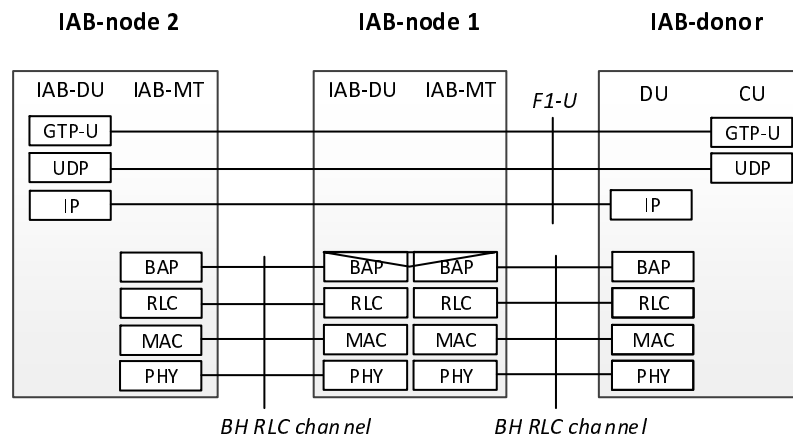 IAB-node 2 IAB-node 1 IAB-donor
IAB-DU IAB-MT IAB-DU IAB-MT F1-U DU CU
GTP-U GTP-U
UDP UDP
IP IP
BAP BAP BAP BAP
RLC RLC RLC RLC
MAC MAC MAC MAC
PHY PHY PHY PHY
BH RLC channel BH RLC channel